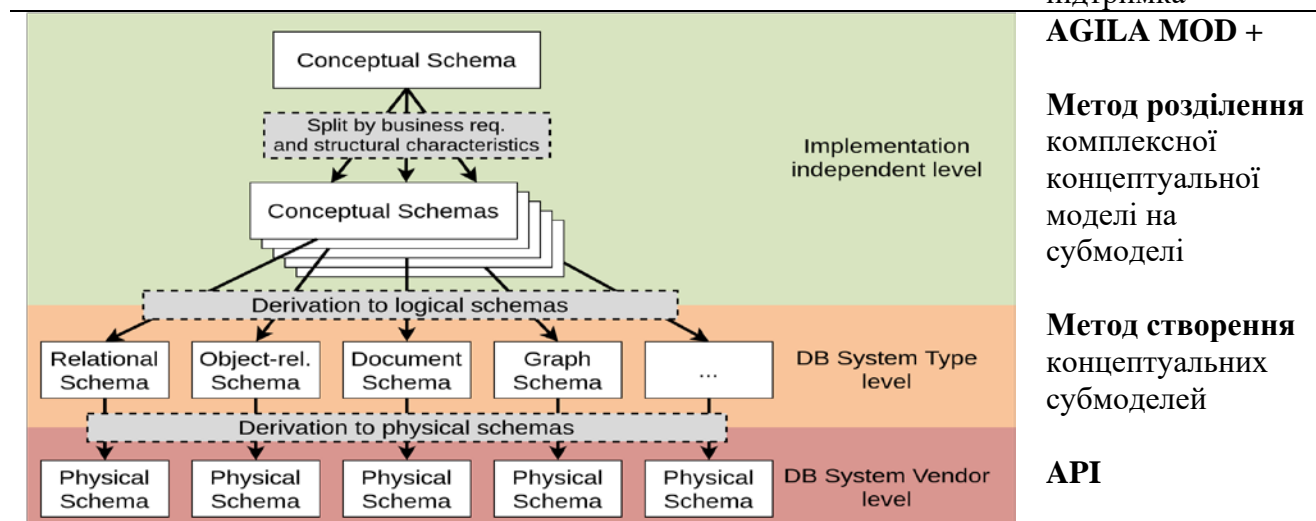 підтримка
Conceptual Schema
Split by business req.
and structural characteristics
Implementation
independent level
Conceptual Schemas
Derivation to logical schemas
Relational
Schema
Object-rel.
Schema
Document
Schema
Graph
Schema
...
DB System Type
level
Derivation to physical schemas
Physical
Schema
Physical
Schema
Physical
Schema
Physical
Schema
Physical
Schema
DB System Vendor
level
AGILA MOD +
Метод розділення
комплексної
концептуальної
моделі на
субмоделі
Метод створення
концептуальних
субмоделей
API